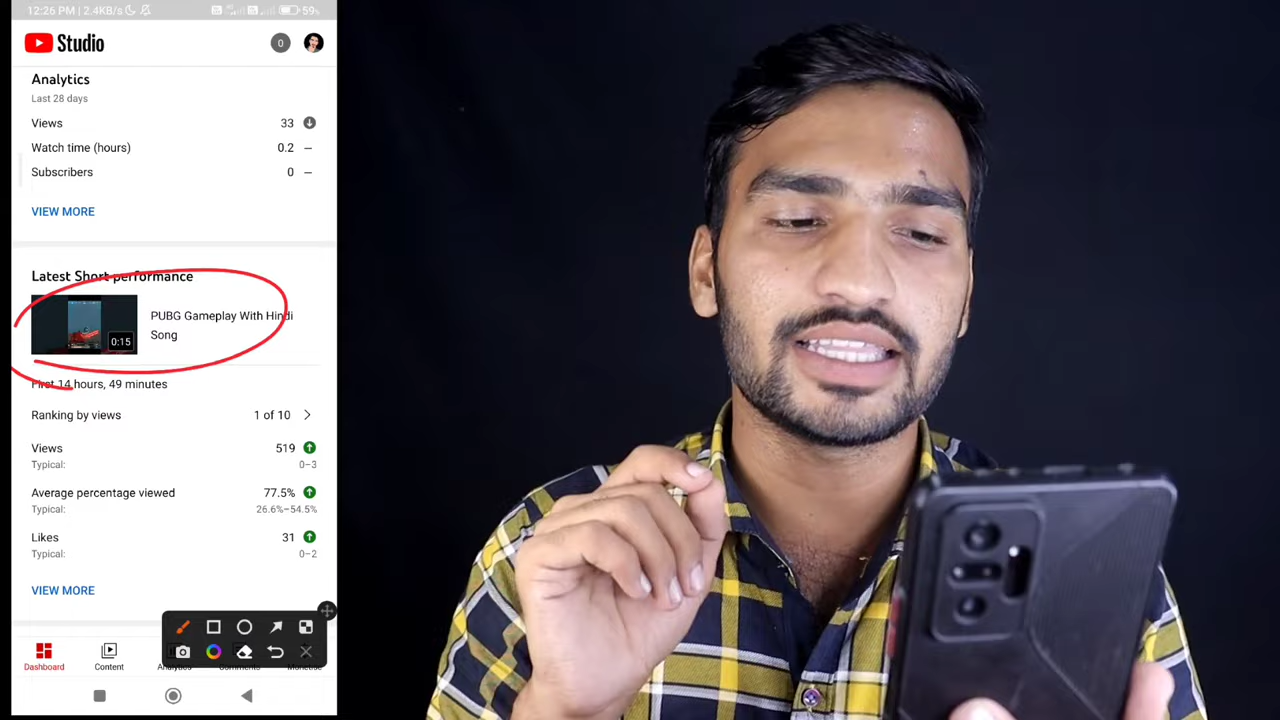 12:26 PM | 2.4KB/s
59%
Studio
0
Analytics
Last 28 days
Views 33
Watch time (hours) 0.2 –
Subscribers 0 –
VIEW MORE
Latest Short performance
0:15
PUBG Gameplay With Hindi
Song
First 14 hours, 49 minutes
Ranking by views 1 of 10
Views 519
Typical: 0–3
Average percentage viewed 77.5%
Typical: 26.6%–54.5%
Likes 31
Typical: 0–2
VIEW MORE
Dashboard
Content
Analytics
Comments
Monetise